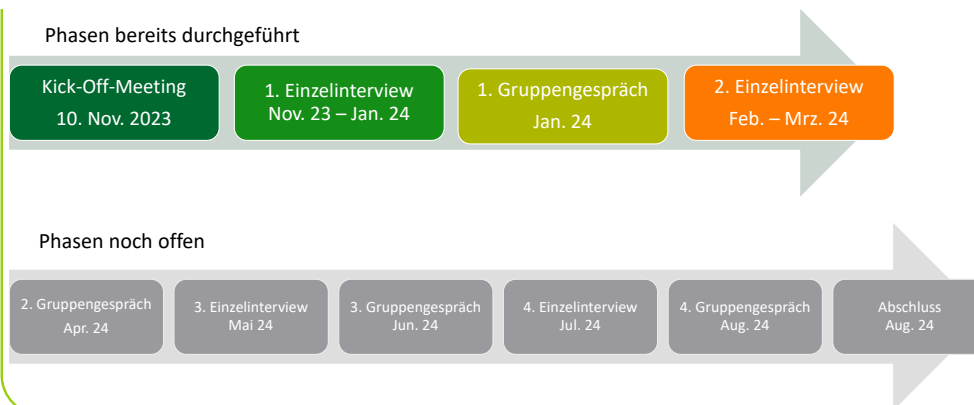 Phasen bereits durchgeführt
Kick-Off-Meeting
10. Nov. 2023
1. Einzelinterview
Nov. 23 – Jan. 24
1. Gruppengespräch
Jan. 24
2. Einzelinterview
Feb. – Mrz. 24
Phasen noch offen
2. Gruppengespräch
Apr. 24
3. Einzelinterview
Mai 24
3. Gruppengespräch
Jun. 24
4. Einzelinterview
Jul. 24
4. Gruppengespräch
Aug. 24
Abschluss
Aug. 24